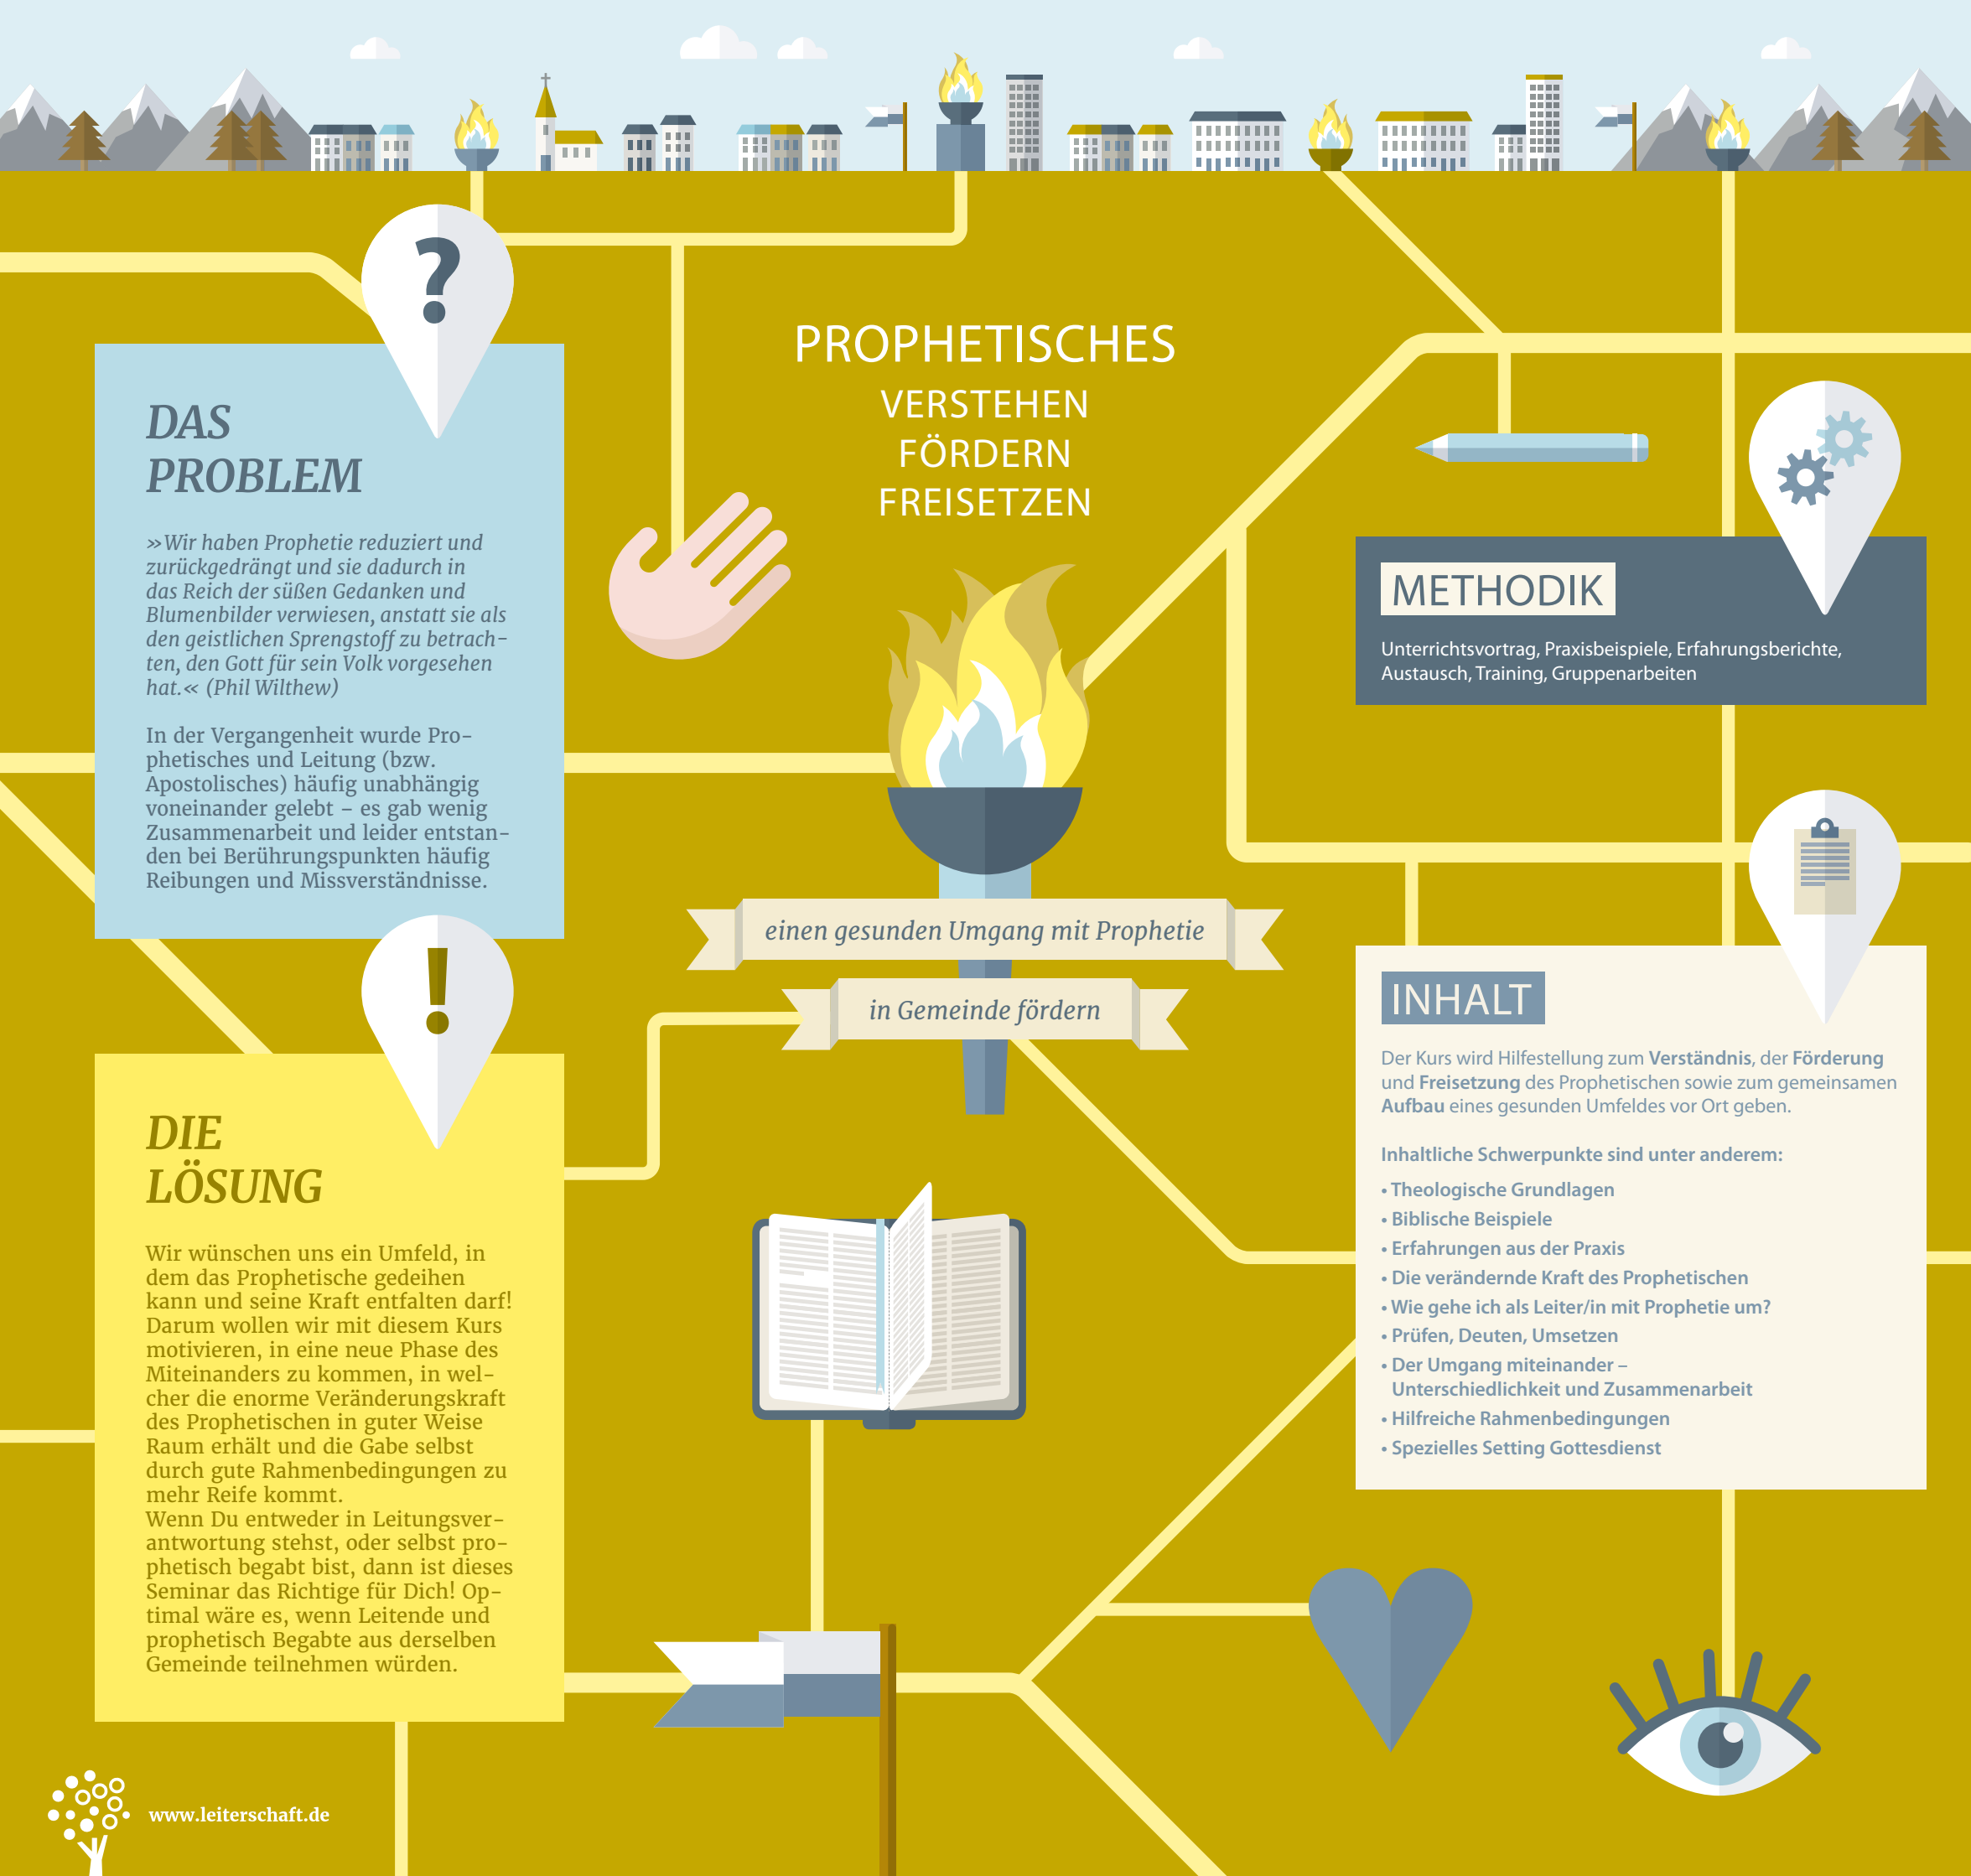 PROPHETISCHES
VERSTEHEN
FÖRDERN
FREISETZEN
?
DAS
PROBLEM
»Wir haben Prophetie reduziert und
zurückgedrängt und sie dadurch in
das Reich der süßen Gedanken und
Blumenbilder verwiesen, anstatt sie als
den geistlichen Sprengstoff zu betrach-
ten, den Gott für sein Volk vorgesehen
hat.« (Phil Wilthew)
In der Vergangenheit wurde Pro-
phetisches und Leitung (bzw.
Apostolisches) häufig unabhängig
voneinander gelebt – es gab wenig
Zusammenarbeit und leider entstan-
den bei Berührungspunkten häufig
Reibungen und Missverständnisse.
!
DIE
LÖSUNG
Wir wünschen uns ein Umfeld, in
dem das Prophetische gedeihen
kann und seine Kraft entfalten darf!
Darum wollen wir mit diesem Kurs
motivieren, in eine neue Phase des
Miteinanders zu kommen, in wel-
cher die enorme Veränderungskraft
des Prophetischen in guter Weise
Raum erhält und die Gabe selbst
durch gute Rahmenbedingungen zu
mehr Reife kommt.
Wenn Du entweder in Leitungsver-
antwortung stehst, oder selbst pro-
phetisch begabt bist, dann ist dieses
Seminar das Richtige für Dich! Op-
timal wäre es, wenn Leitende und
prophetisch Begabte aus derselben
Gemeinde teilnehmen würden.
einen gesunden Umgang mit Prophetie
in Gemeinde fördern
METHODIK
Unterrichtsvortrag, Praxisbeispiele, Erfahrungsberichte,
Austausch, Training, Gruppenarbeiten
INHALT
Der Kurs wird Hilfestellung zum Verständnis, der Förderung
und Freisetzung des Prophetischen sowie zum gemeinsamen
Aufbau eines gesunden Umfeldes vor Ort geben.
Inhaltliche Schwerpunkte sind unter anderem:
• Theologische Grundlagen
• Biblische Beispiele
• Erfahrungen aus der Praxis
• Die verändernde Kraft des Prophetischen
• Wie gehe ich als Leiter/in mit Prophetie um?
• Prüfen, Deuten, Umsetzen
• Der Umgang miteinander –
Unterschiedlichkeit und Zusammenarbeit
• Hilfreiche Rahmenbedingungen
• Spezielles Setting Gottesdienst
www.leiterschaft.de